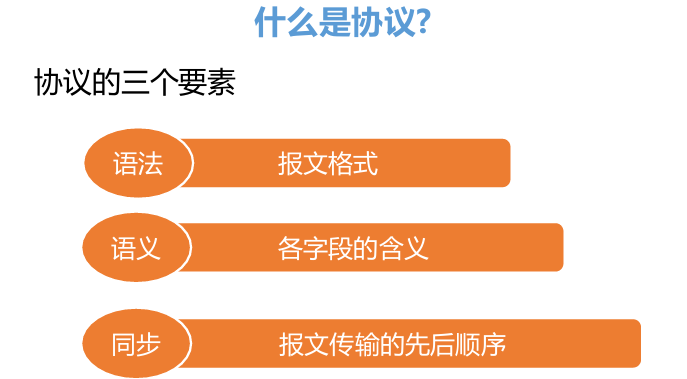 什么是协议?
协议的三个要素
语法 报文格式
语义 各字段的含义
同步 报文传输的先后顺序